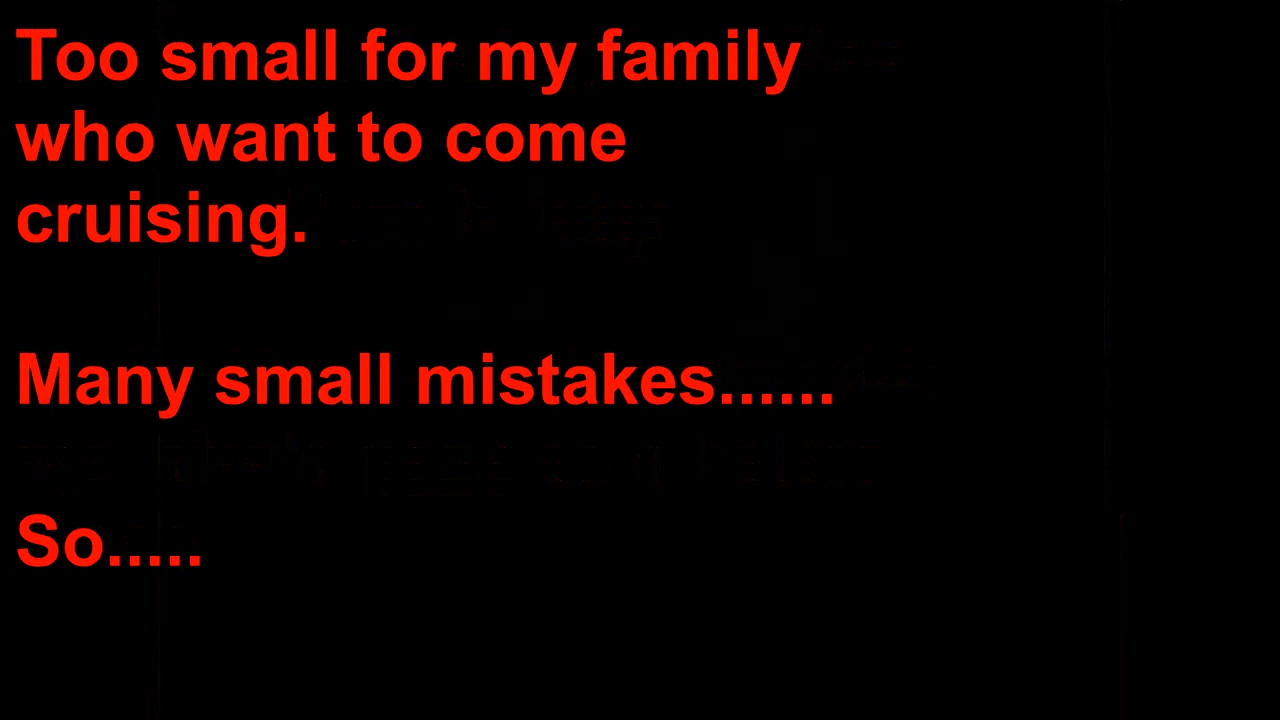 Too small for my family
who want to come
cruising.
Many small mistakes......
So.....